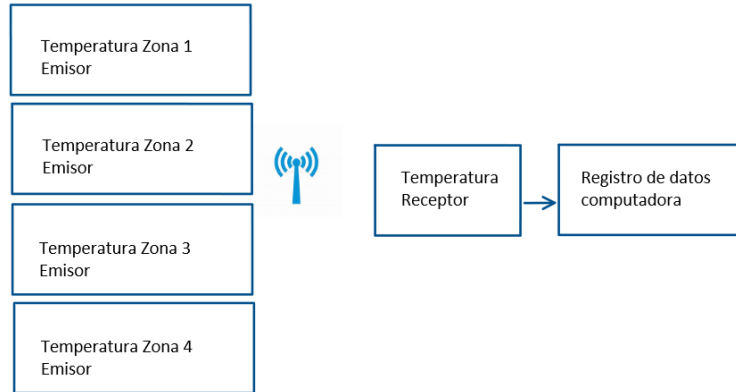 Temperatura Zona 1
Emisor
Temperatura Zona 2
Emisor
Temperatura Zona 3
Emisor
Temperatura Zona 4
Emisor
Temperatura
Receptor
Registro de datos
computadora